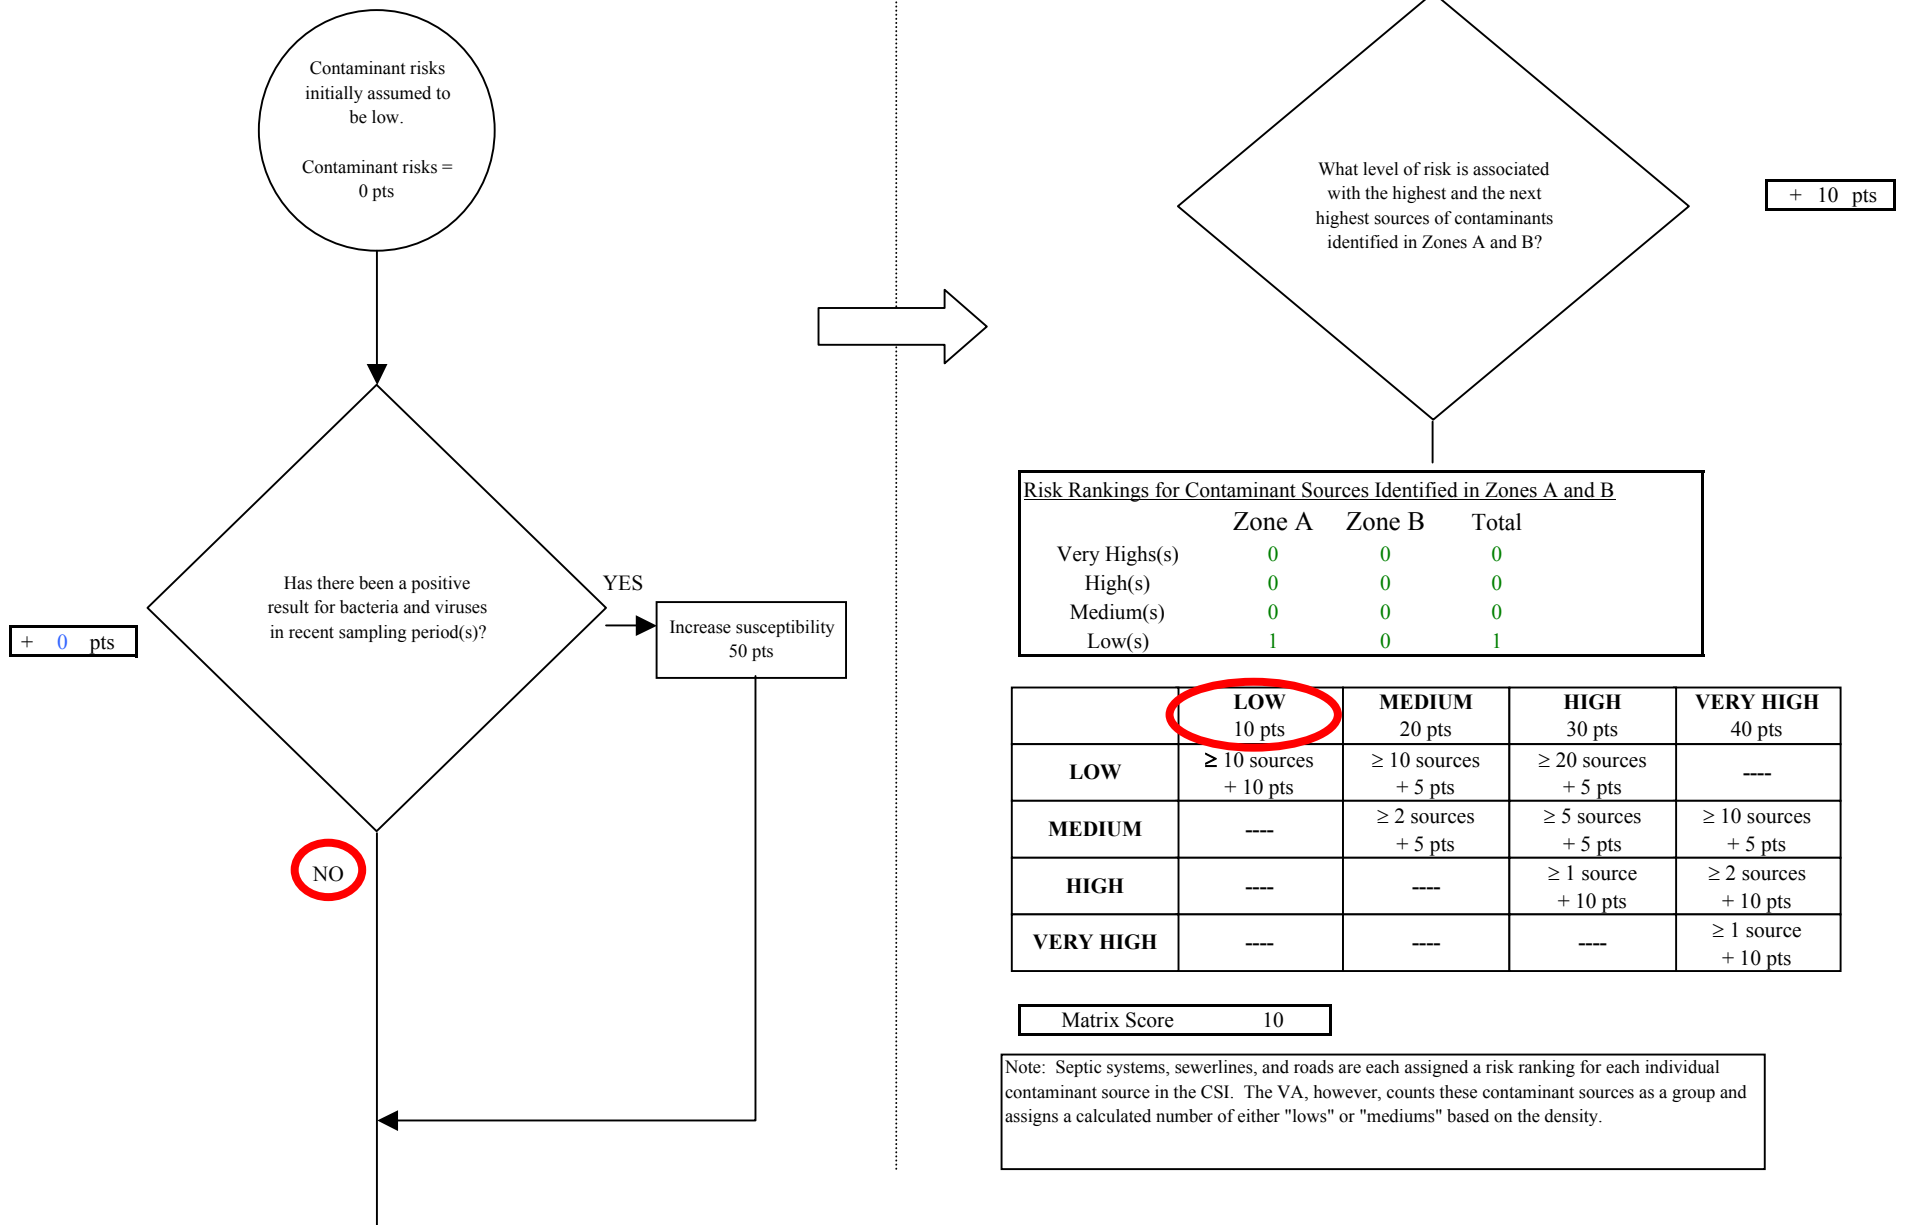 Contaminant risks
initially assumed to
be low.
Contaminant risks =
0 pts
Has there been a positive
result for bacteria and viruses
in recent sampling period(s)?
+ 0 pts
YES
Increase susceptibility
50 pts
NO
What level of risk is associated
with the highest and the next
highest sources of contaminants
identified in Zones A and B?
+ 10 pts
Risk Rankings for Contaminant Sources Identified in Zones A and B
Zone A Zone B Total
Very Highs(s) 0 0 0
High(s) 0 0 0
Medium(s) 0 0 0
Low(s) 1 0 1
LOW MEDIUM HIGH VERY HIGH
10 pts 20 pts 30 pts 40 pts
LOW ≥ 10 sources ≥ 10 sources ≥ 20 sources ----
+ 10 pts + 5 pts + 5 pts
MEDIUM ---- ≥ 2 sources ≥ 5 sources ≥ 10 sources
+ 5 pts + 5 pts + 5 pts
HIGH ---- ---- ≥ 1 source ≥ 2 sources
+ 10 pts + 10 pts
VERY HIGH ---- ---- ---- ≥ 1 source
+ 10 pts
Matrix Score 10
Note: Septic systems, sewerlines, and roads are each assigned a risk ranking for each individual
contaminant source in the CSI. The VA, however, counts these contaminant sources as a group and
assigns a calculated number of either "lows" or "mediums" based on the density.